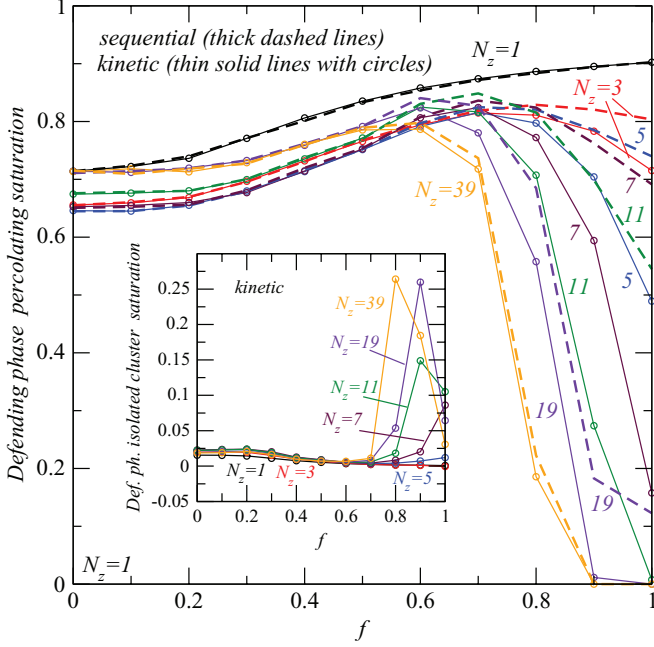 1
0.8
0.6
0.4
0.2
0
0 0.2 0.4 0.6 0.8 1
Defending phase percolating saturation
f
sequential (thick dashed lines)
kinetic (thin solid lines with circles)
N_z=1
N_z=3
5
7
11
5
N_z=39
7
11
19
19
N_z=1
kinetic
0.25
0.2
0.15
0.1
0.05
0
-0.05
0 0.2 0.4 0.6 0.8 1
Def. ph. isolated cluster saturation
f
N_z=39
N_z=19
N_z=11
N_z=7
N_z=1
N_z=3
N_z=5